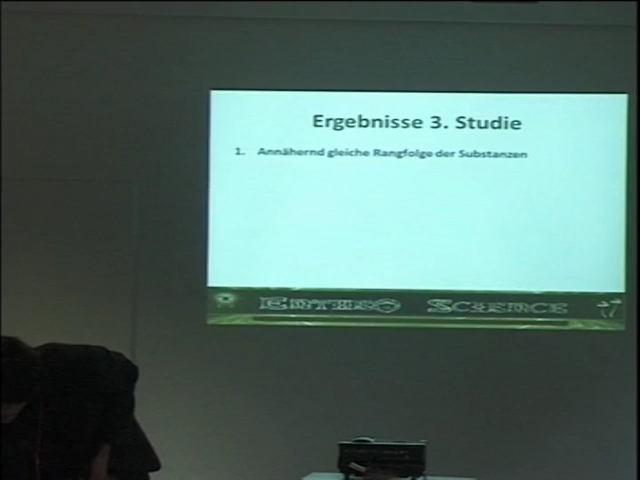 Ergebnisse 3. Studie
1. Annähernd gleiche Rangfolge der Substanzen
Science